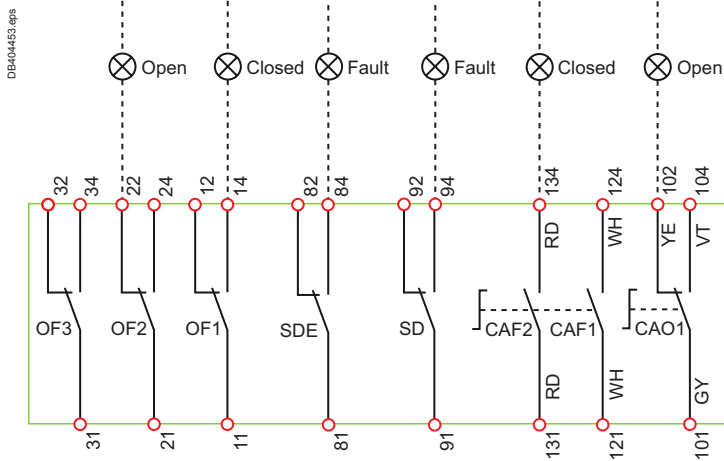 DB404453.eps
Open
Closed
Fault
Fault
Closed
Open
32
34
22
24
12
14
82
84
92
94
134
124
102
104
RD
WH
YE
VT
OF3
OF2
OF1
SDE
SD
CAF2
CAF1
CAO1
RD
WH
GY
31
21
11
81
91
131
121
101